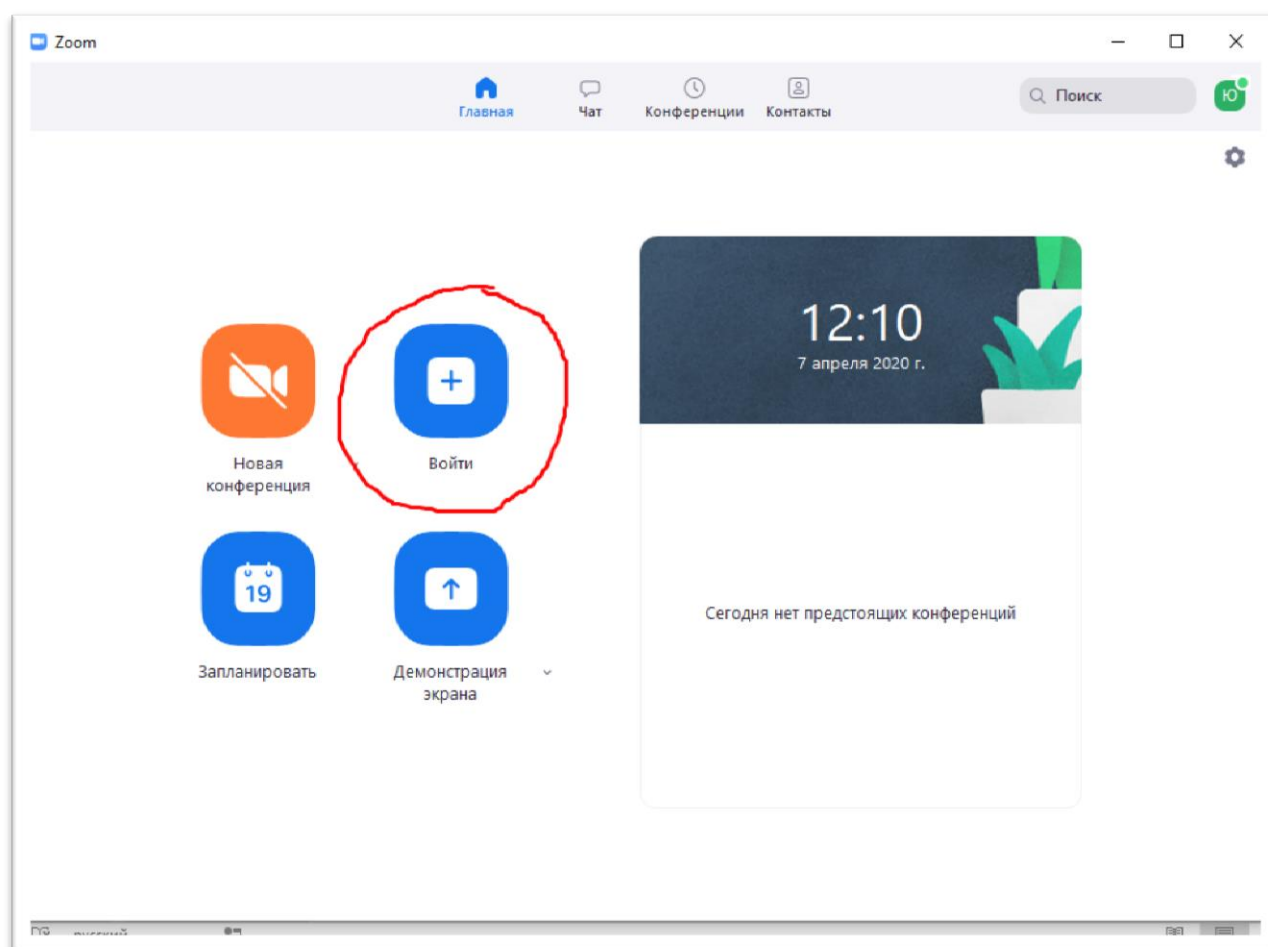 Zoom
Главная
Чат
Конференции
Контакты
Поиск
Ю
12:10
7 апреля 2020 г.
Новая
конференция
Войти
19
Запланировать
Демонстрация
экрана
Сегодня нет предстоящих конференций
русский